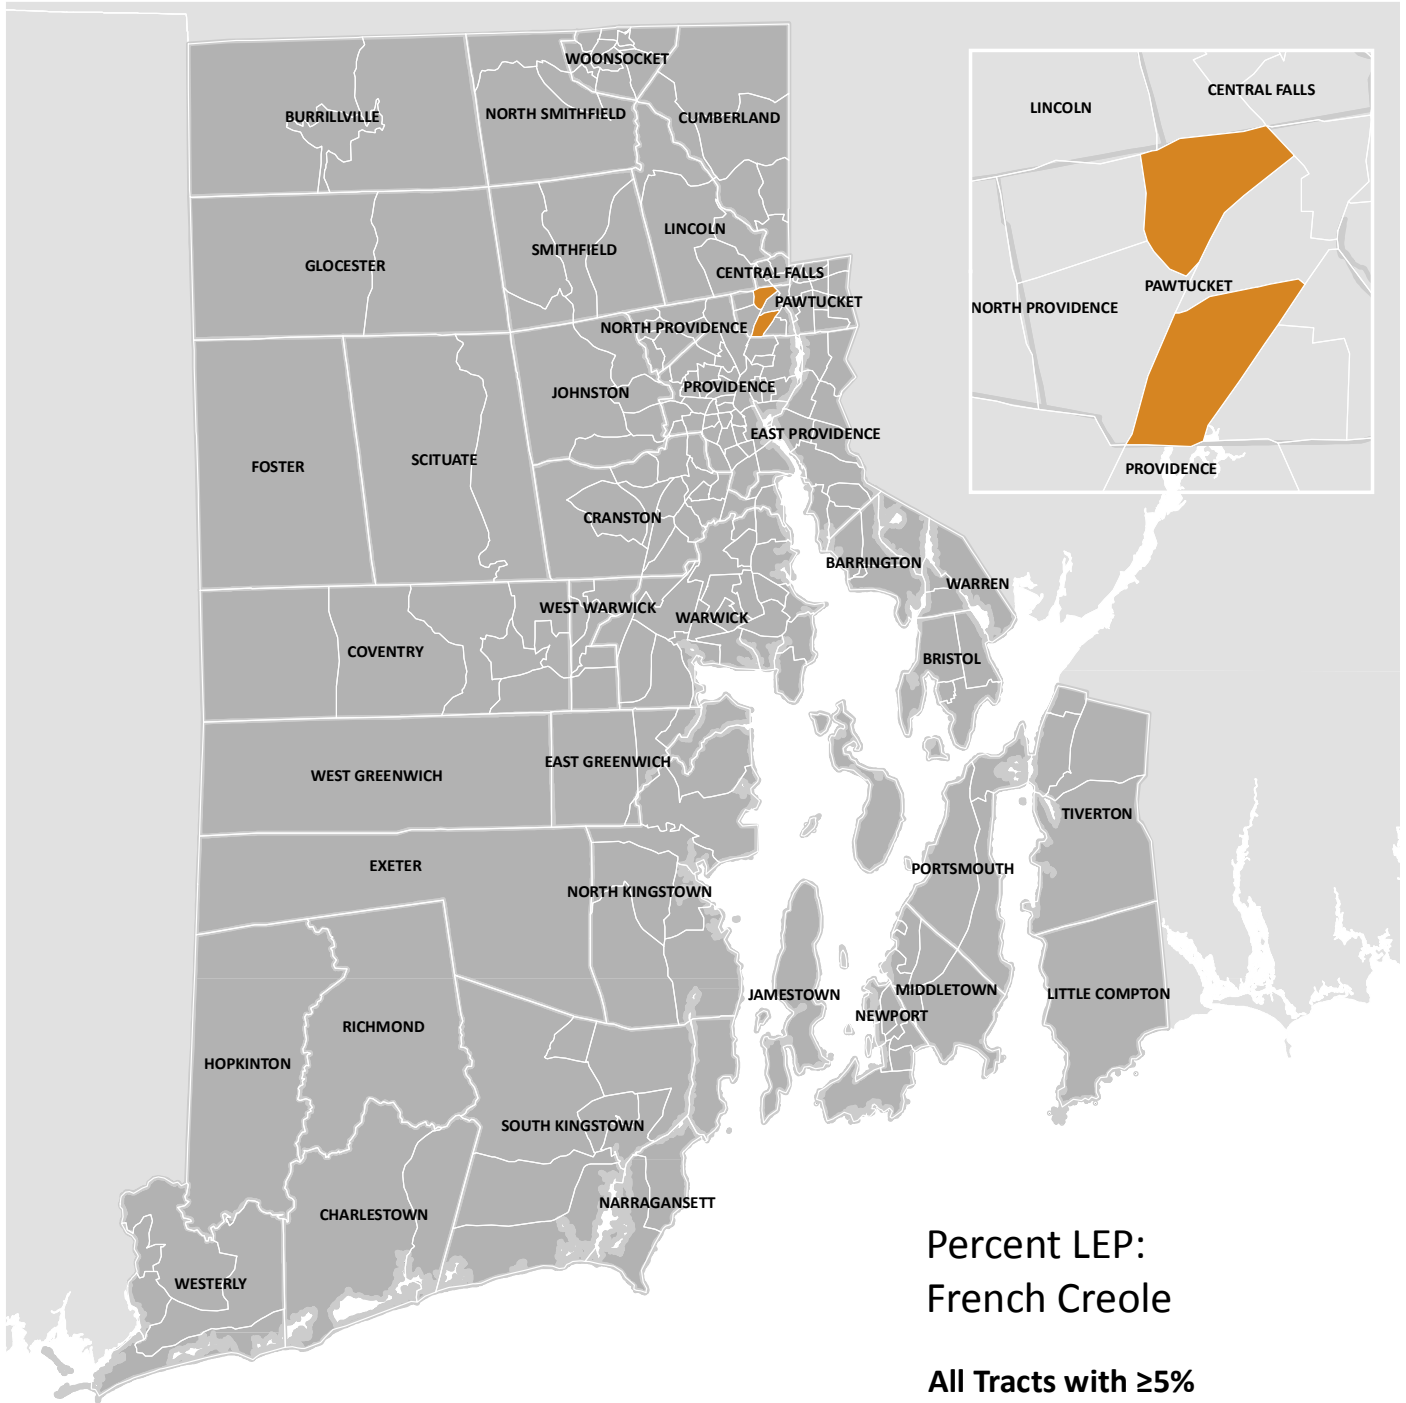 WOONSOCKET
BURRILLVILLE
NORTH SMITHFIELD
CUMBERLAND
GLOCESTER
SMITHFIELD
LINCOLN
CENTRAL FALLS
PAWTUCKET
NORTH PROVIDENCE
JOHNSTON
PROVIDENCE
EAST PROVIDENCE
FOSTER
SCITUATE
CRANSTON
BARRINGTON
WARREN
WEST WARWICK
WARWICK
COVENTRY
BRISTOL
WEST GREENWICH
EAST GREENWICH
TIVERTON
EXETER
PORTSMOUTH
NORTH KINGSTOWN
JAMESTOWN
MIDDLETOWN
LITTLE COMPTON
NEWPORT
RICHMOND
HOPKINTON
SOUTH KINGSTOWN
NARRAGANSETT
CHARLESTOWN
WESTERLY
LINCOLN
CENTRAL FALLS
PAWTUCKET
NORTH PROVIDENCE
PROVIDENCE
Percent LEP:
French Creole
All Tracts with ≥5%